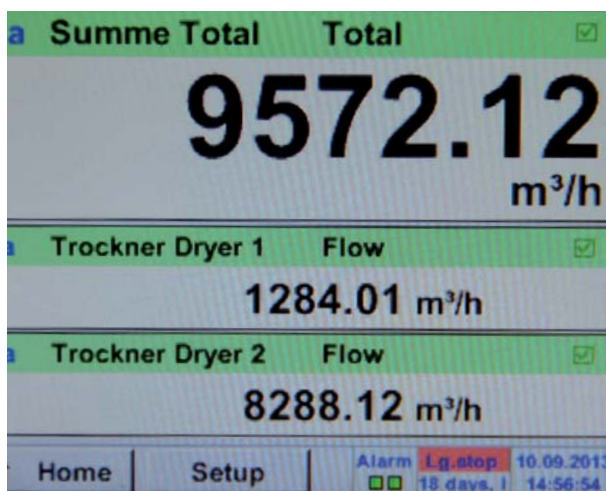 a Summe Total Total
9572.12
m³/h
a Trockner Dryer 1 Flow
1284.01 m³/h
a Trockner Dryer 2 Flow
8288.12 m³/h
Home Setup Alarm Lg.stop 10.09.2013
18 days, 14:56:54